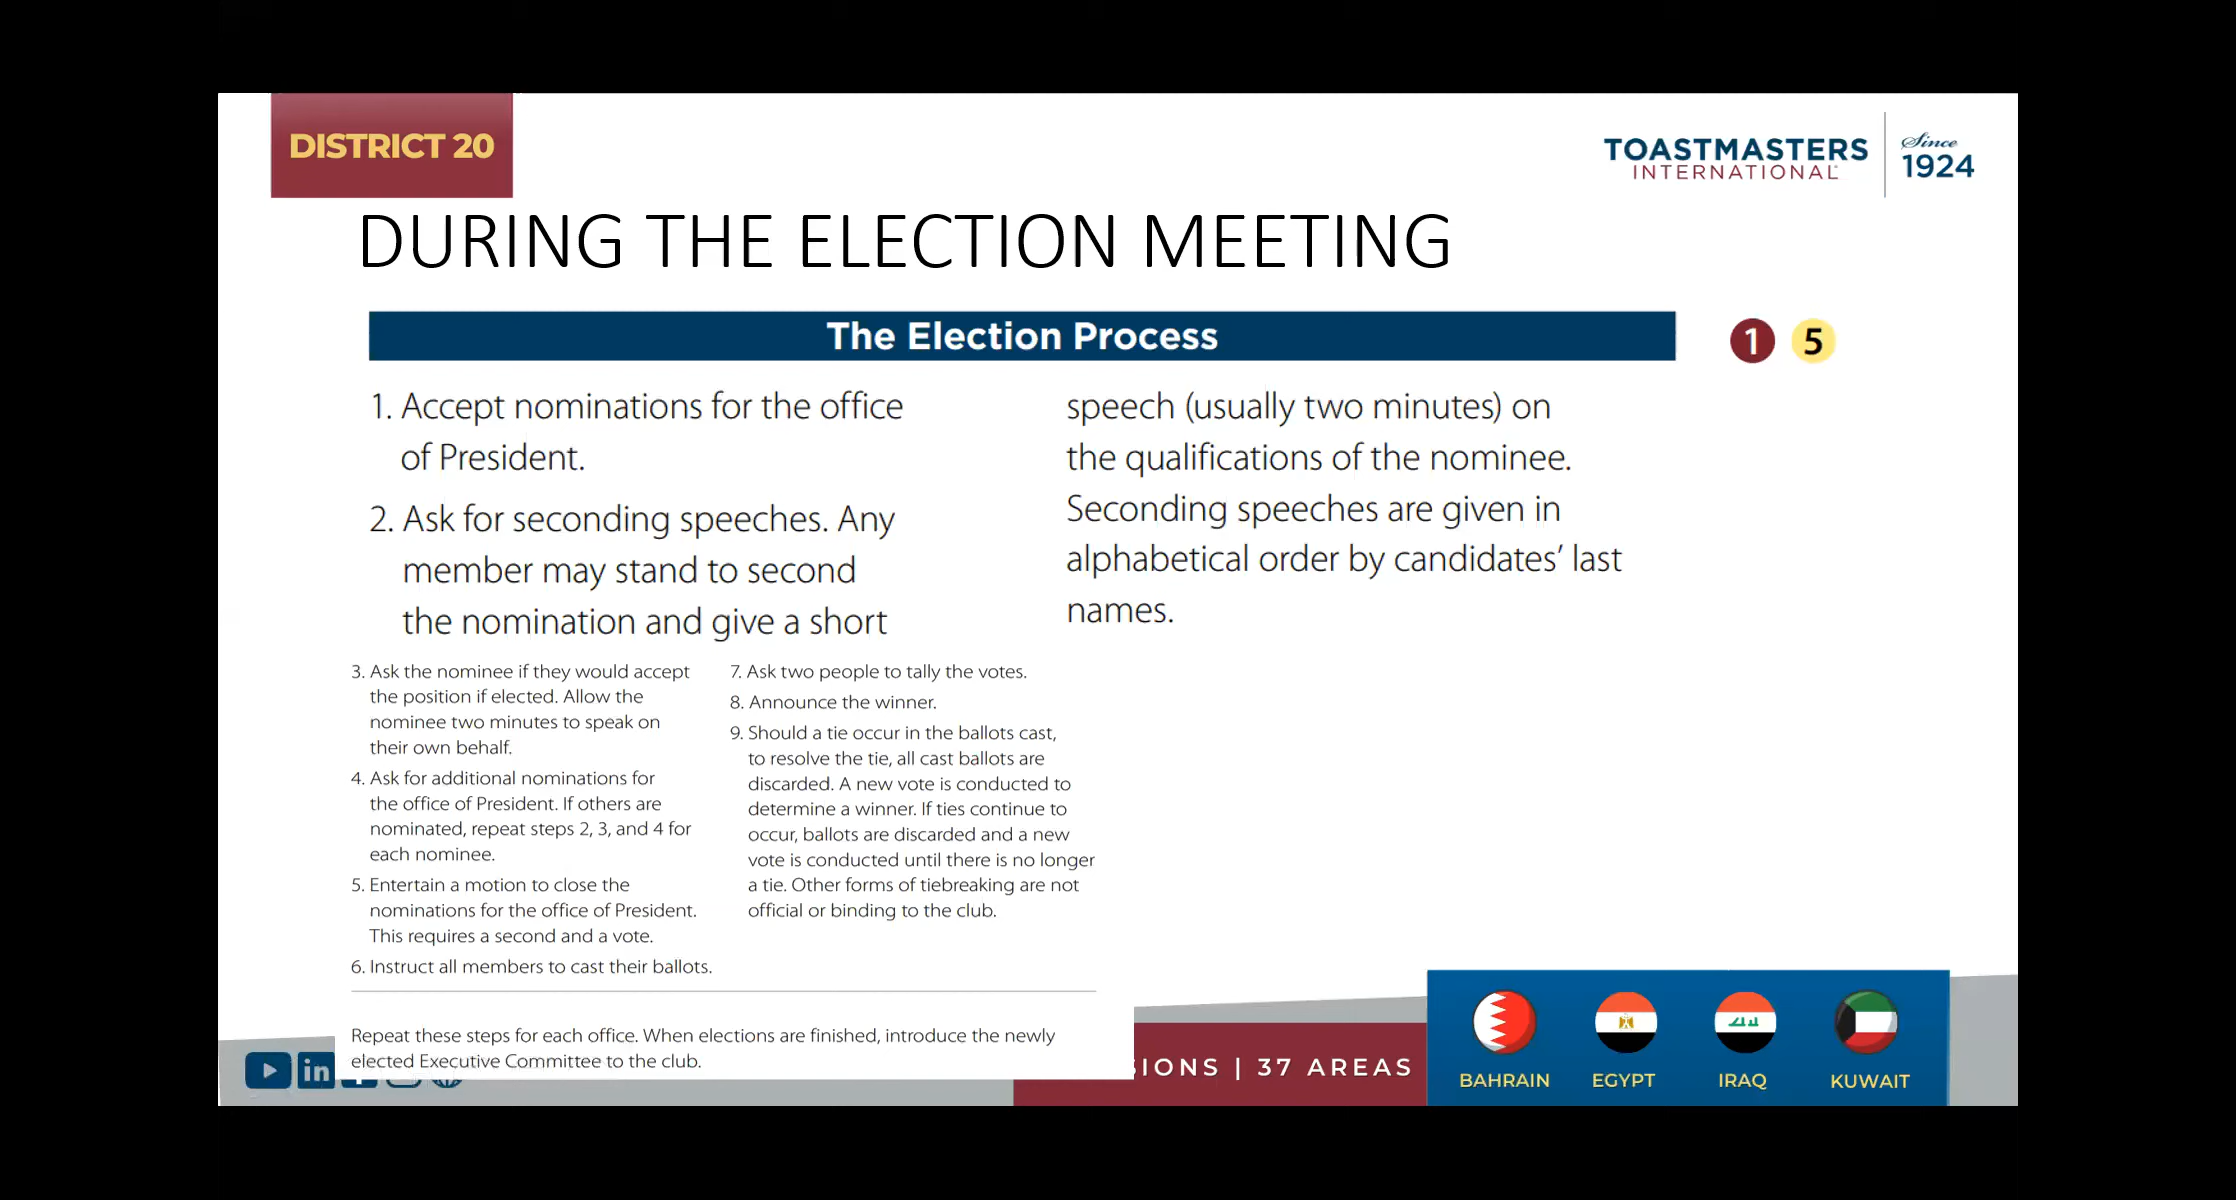 DISTRICT 20
TOASTMASTERS
INTERNATIONAL
Since
1924
DURING THE ELECTION MEETING
The Election Process
1 5
1. Accept nominations for the office
of President.
2. Ask for seconding speeches. Any
member may stand to second
the nomination and give a short
speech (usually two minutes) on
the qualifications of the nominee.
Seconding speeches are given in
alphabetical order by candidates’ last
names.
3. Ask the nominee if they would accept
the position if elected. Allow the
nominee two minutes to speak on
their own behalf.
4. Ask for additional nominations for
the office of President. If others are
nominated, repeat steps 2, 3, and 4 for
each nominee.
5. Entertain a motion to close the
nominations for the office of President.
This requires a second and a vote.
6. Instruct all members to cast their ballots.
7. Ask two people to tally the votes.
8. Announce the winner.
9. Should a tie occur in the ballots cast,
to resolve the tie, all cast ballots are
discarded. A new vote is conducted to
determine a winner. If ties continue to
occur, ballots are discarded and a new
vote is conducted until there is no longer
a tie. Other forms of tiebreaking are not
official or binding to the club.
Repeat these steps for each office. When elections are finished, introduce the newly
elected Executive Committee to the club.
in
IONS | 37 AREAS
BAHRAIN EGYPT IRAQ KUWAIT